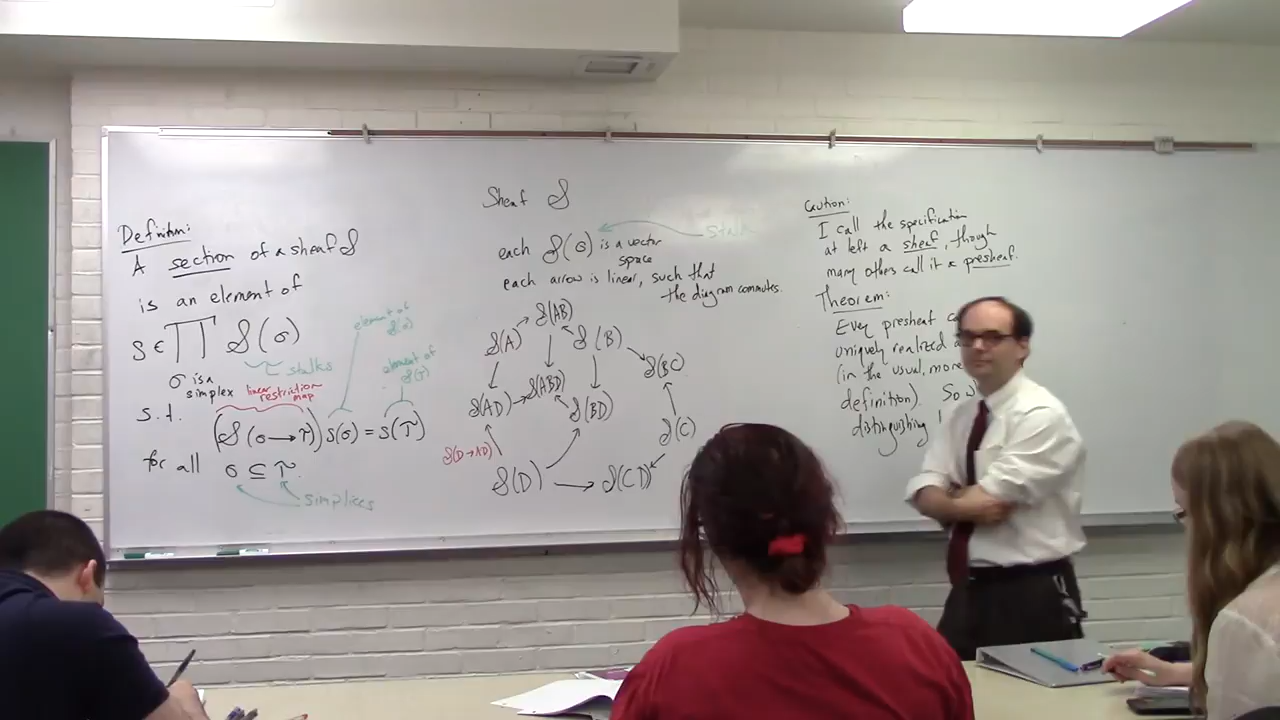 Definition:
A section of a sheaf 𝒮
is an element of
s ∈ ∏ 𝒮(σ)
σ is a
simplex
stalks
element of
𝒮(σ)
element of
𝒮(τ)
linear
restriction
map
s.t.
(𝒮(σ→τ)) s(σ) = s(τ)
for all σ ⊆ τ.
simplices
Sheaf 𝒮
each 𝒮(σ) is a vector
space
stalk
each arrow is linear, such that
the diagram commutes.
𝒮(AB)
𝒮(A) 𝒮(B)
𝒮(BC)
𝒮(ABD)
𝒮(AD) 𝒮(BD)
𝒮(C)
𝒮(D→AD)
𝒮(D) → 𝒮(CD)
Caution:
I call the specification
at left a sheaf, though
many others call it a presheaf.
Theorem:
Every presheaf
uniquely realized
(in the usual, more
definition). So
distinguishing